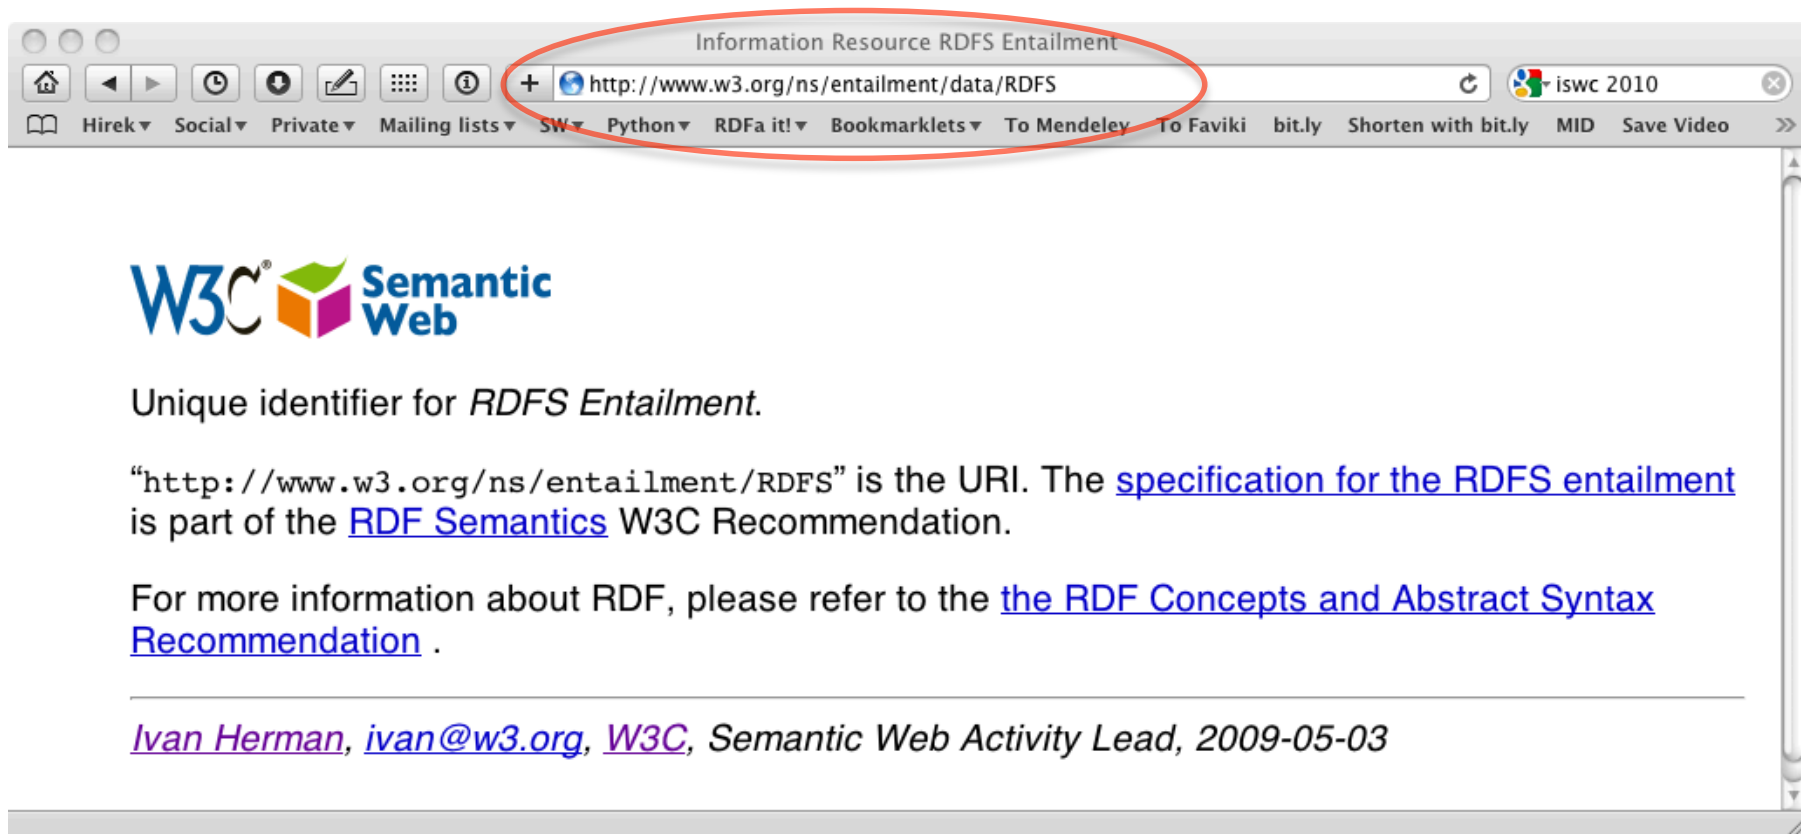 Information Resource RDFS Entailment
http://www.w3.org/ns/entailment/data/RDFS iswc 2010
Hirek Social Private Mailing lists SW Python RDFa it! Bookmarklets To Mendeley To Faviki bit.ly Shorten with bit.ly MID Save Video
W3C® Semantic
Web
Unique identifier for RDFS Entailment.
“http://www.w3.org/ns/entailment/RDFS” is the URI. The specification for the RDFS entailment
is part of the RDF Semantics W3C Recommendation.
For more information about RDF, please refer to the the RDF Concepts and Abstract Syntax
Recommendation .
Ivan Herman, ivan@w3.org, W3C, Semantic Web Activity Lead, 2009-05-03